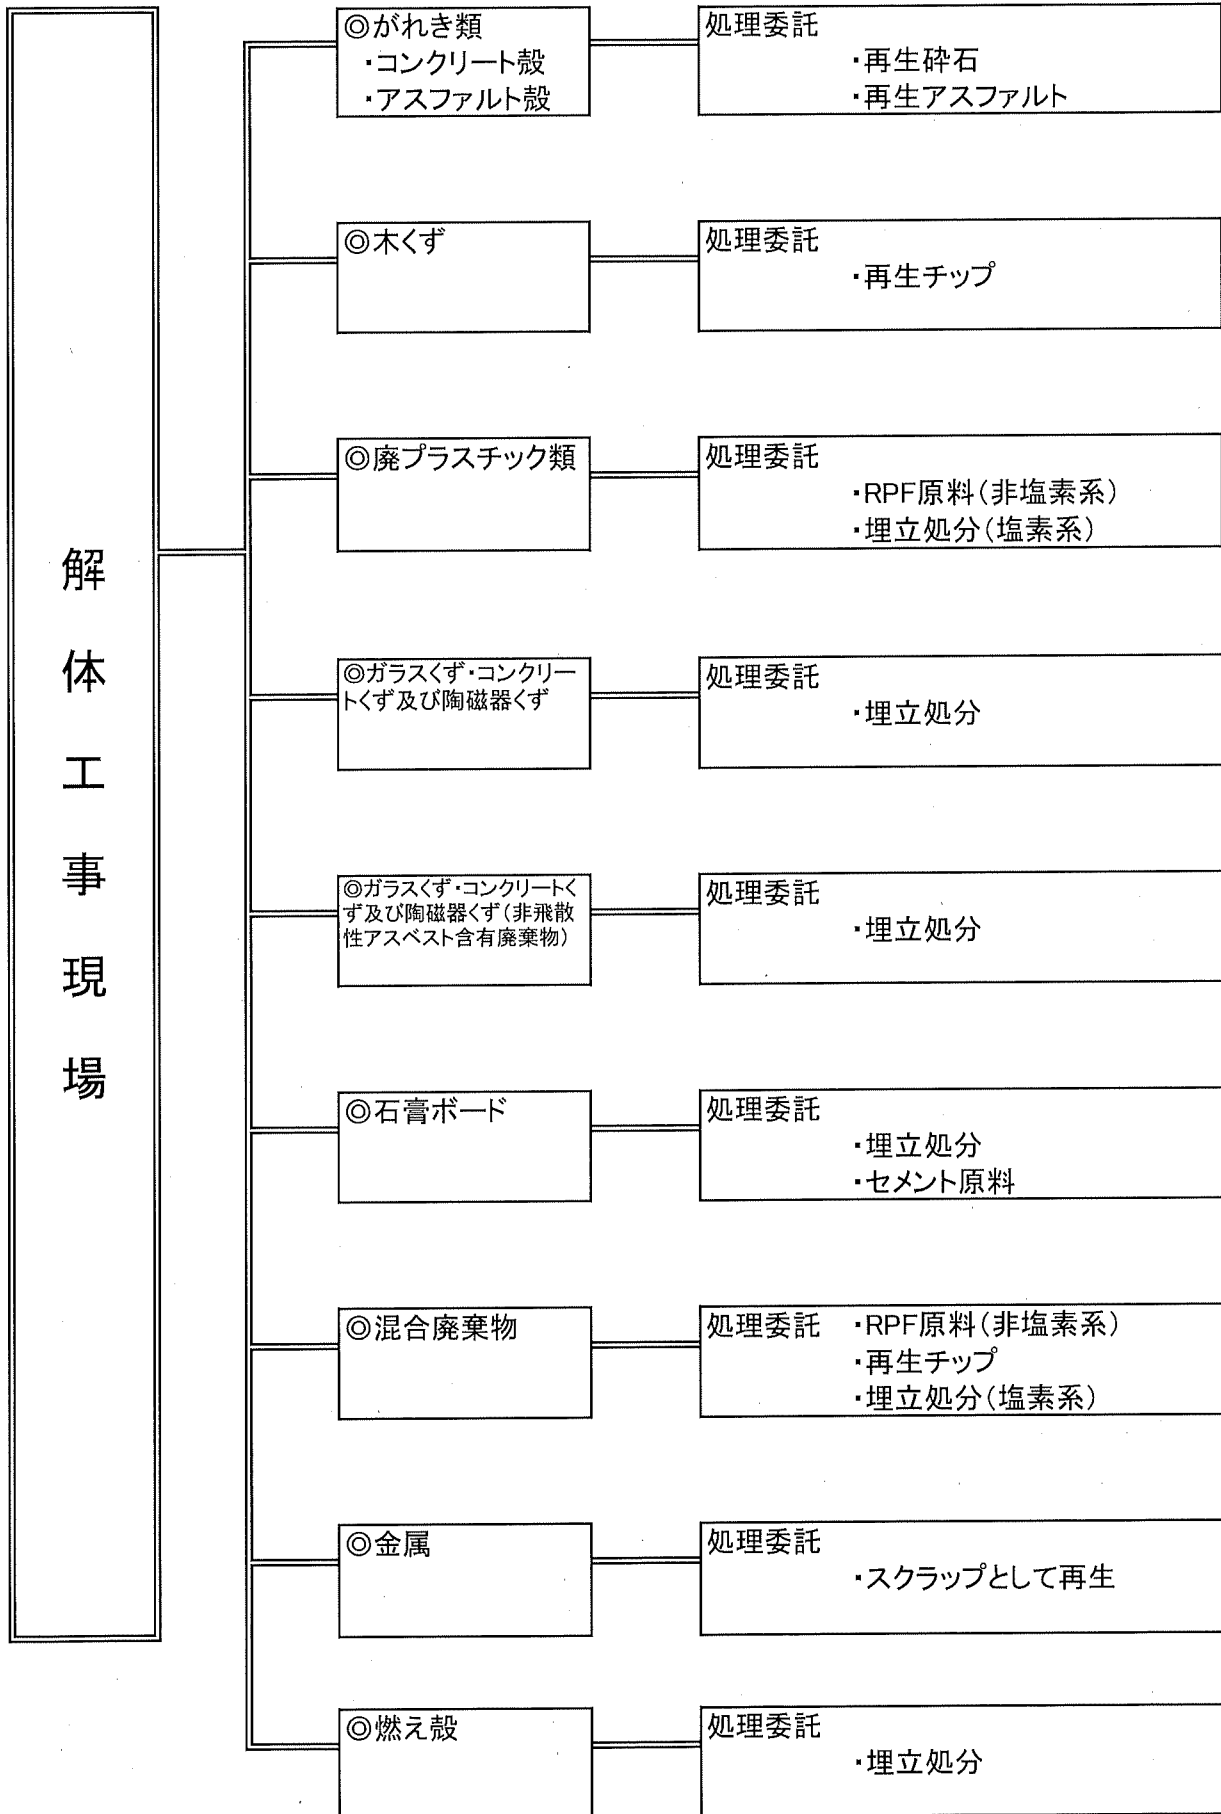 解体工事現場
◎がれき類
・コンクリート殻
・アスファルト殻
処理委託
・再生砕石
・再生アスファルト
◎木くず
処理委託
・再生チップ
◎廃プラスチック類
処理委託
・RPF原料(非塩素系)
・埋立処分(塩素系)
◎ガラスくず・コンクリー
トくず及び陶磁器くず
処理委託
・埋立処分
◎ガラスくず・コンクリートく
ず及び陶磁器くず(非飛散
性アスベスト含有廃棄物)
処理委託
・埋立処分
◎石膏ボード
処理委託
・埋立処分
・セメント原料
◎混合廃棄物
処理委託 ・RPF原料(非塩素系)
・再生チップ
・埋立処分(塩素系)
◎金属
処理委託
・スクラップとして再生
◎燃え殻
処理委託
・埋立処分